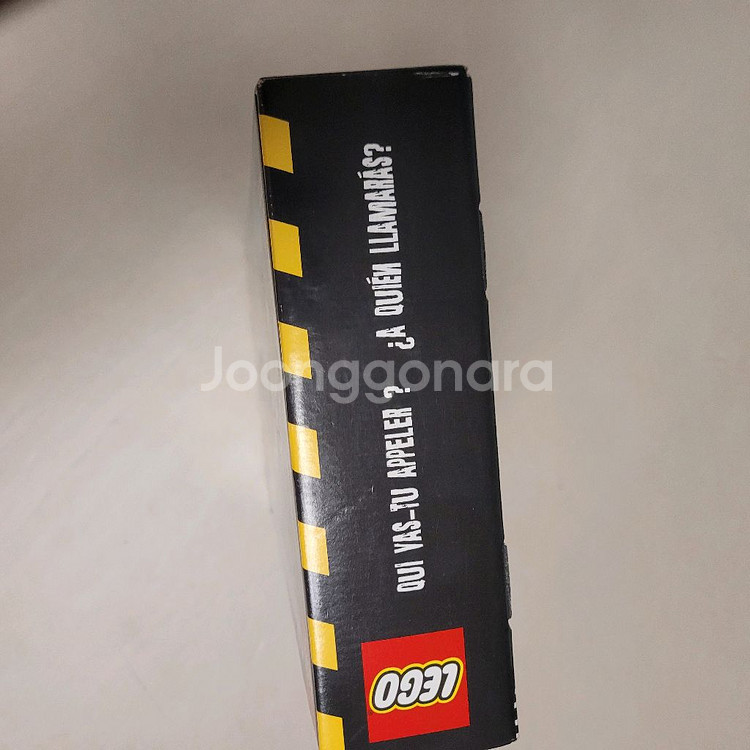 QUI VAS-TU APPELER ? ¿A QUIÉN LLAMARÁS?
LEGO
Joonggonara